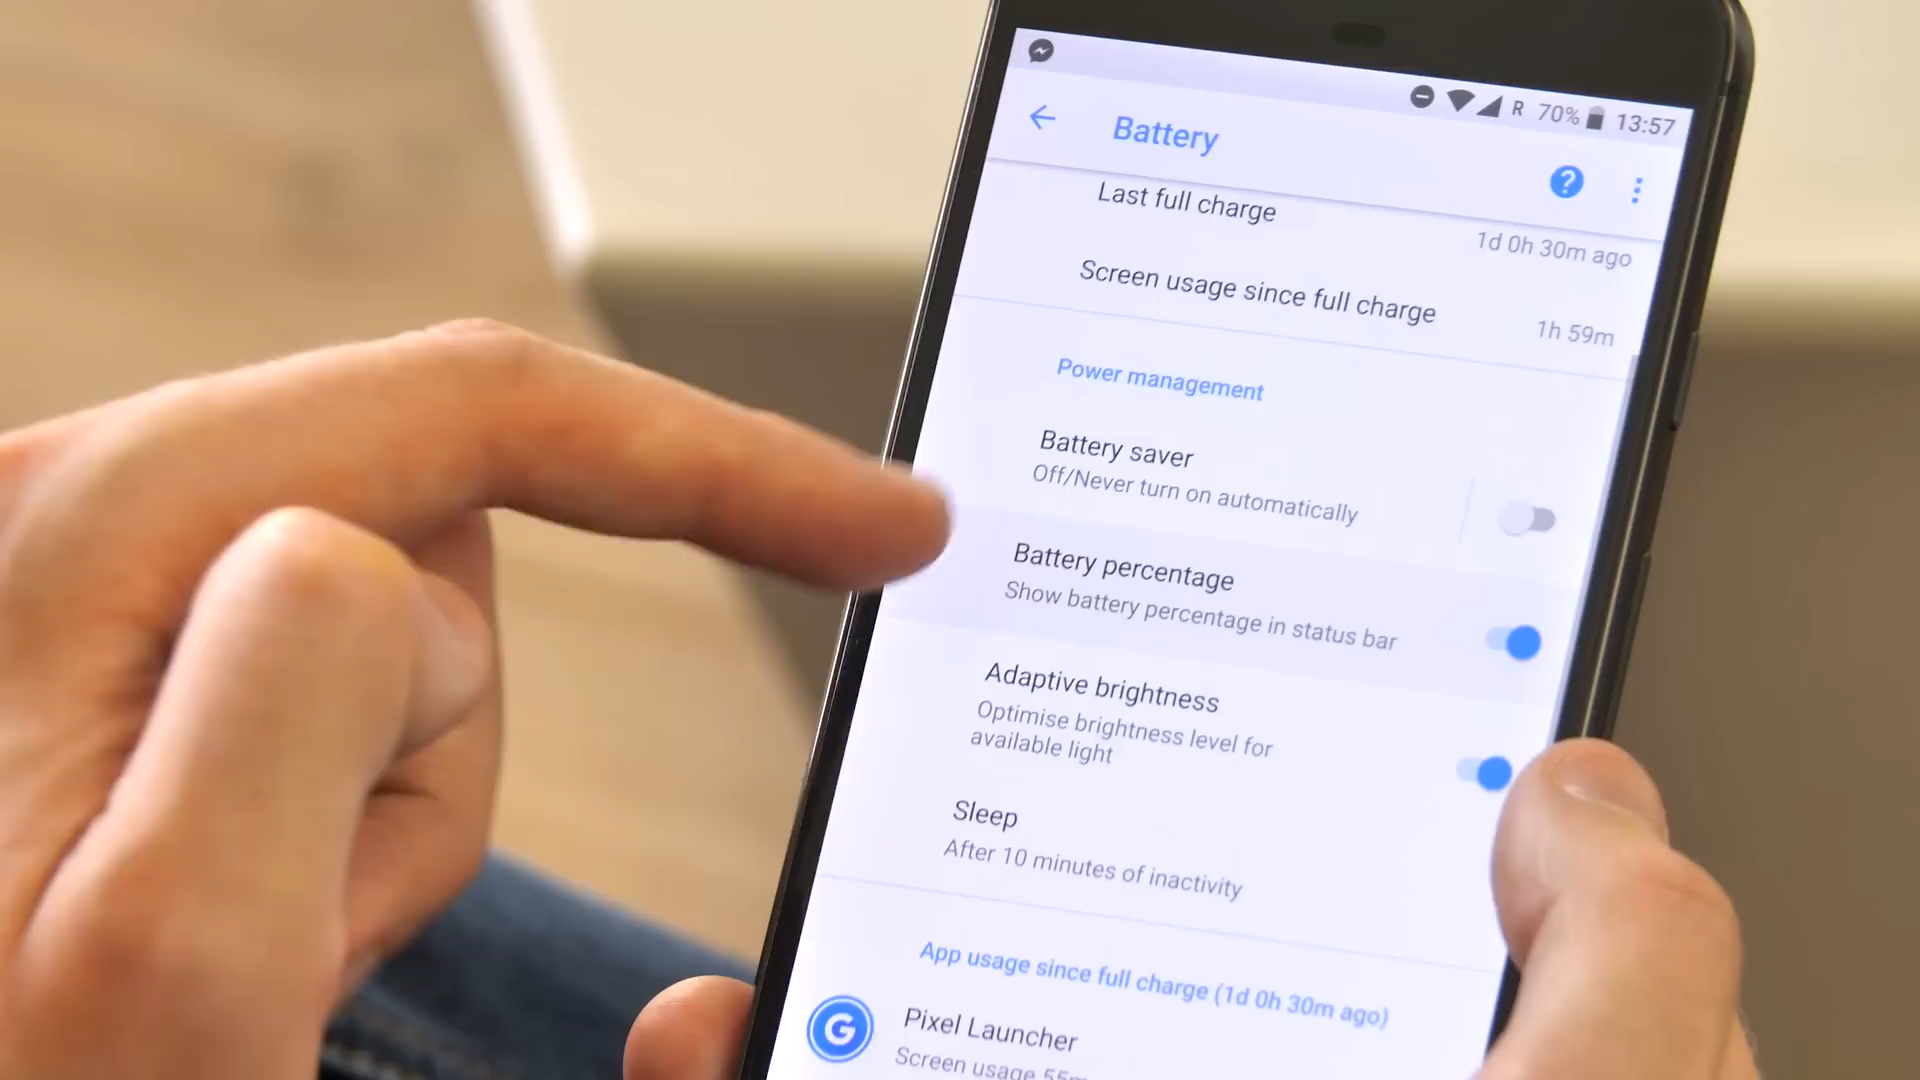 R 70% 13:57
Battery
Last full charge
1d 0h 30m ago
Screen usage since full charge
1h 59m
Power management
Battery saver
Off/Never turn on automatically
Battery percentage
Show battery percentage in status bar
Adaptive brightness
Optimise brightness level for
available light
Sleep
After 10 minutes of inactivity
App usage since full charge (1d 0h 30m ago)
G
Pixel Launcher
Screen usage 55m